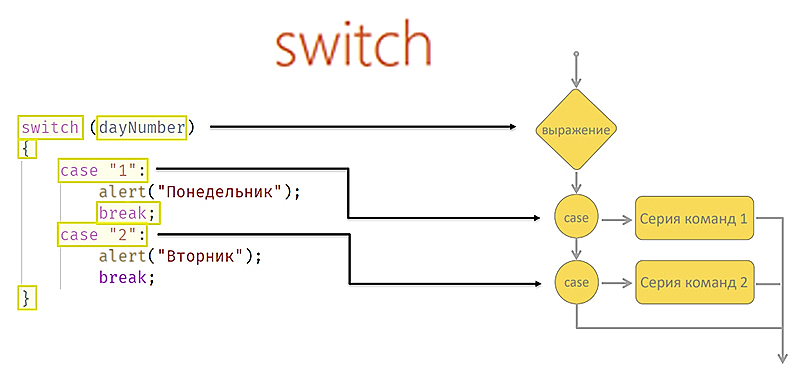 switch
switch (dayNumber)
{
case "1":
alert("Понедельник");
break;
case "2":
alert("Вторник");
break;
}
выражение
case
Серия команд 1
case
Серия команд 2